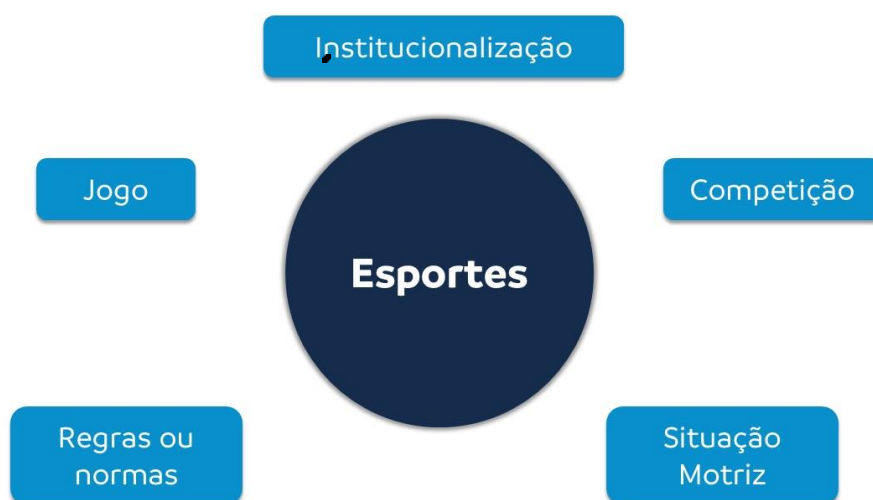 Institucionalização
Jogo
Competição
Esportes
Regras ou
normas
Situação
Motriz